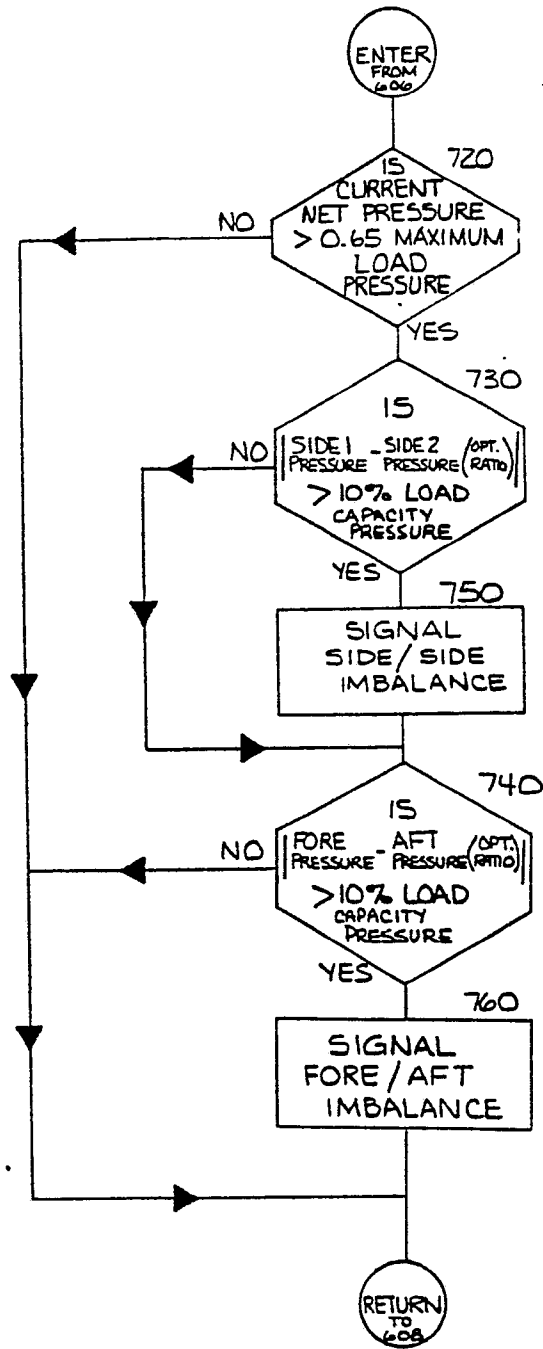 ENTER
FROM
606
720
IS
CURRENT
NET PRESSURE
> 0.65 MAXIMUM
LOAD
PRESSURE
NO
YES
730
IS
|SIDE 1 PRESSURE - SIDE 2 PRESSURE (OPT. RATIO)|
> 10% LOAD
CAPACITY
PRESSURE
NO
YES
750
SIGNAL
SIDE/SIDE
IMBALANCE
740
IS
|FORE PRESSURE - AFT PRESSURE (OPT. RATIO)|
> 10% LOAD
CAPACITY
PRESSURE
NO
YES
760
SIGNAL
FORE/AFT
IMBALANCE
RETURN
TO
608